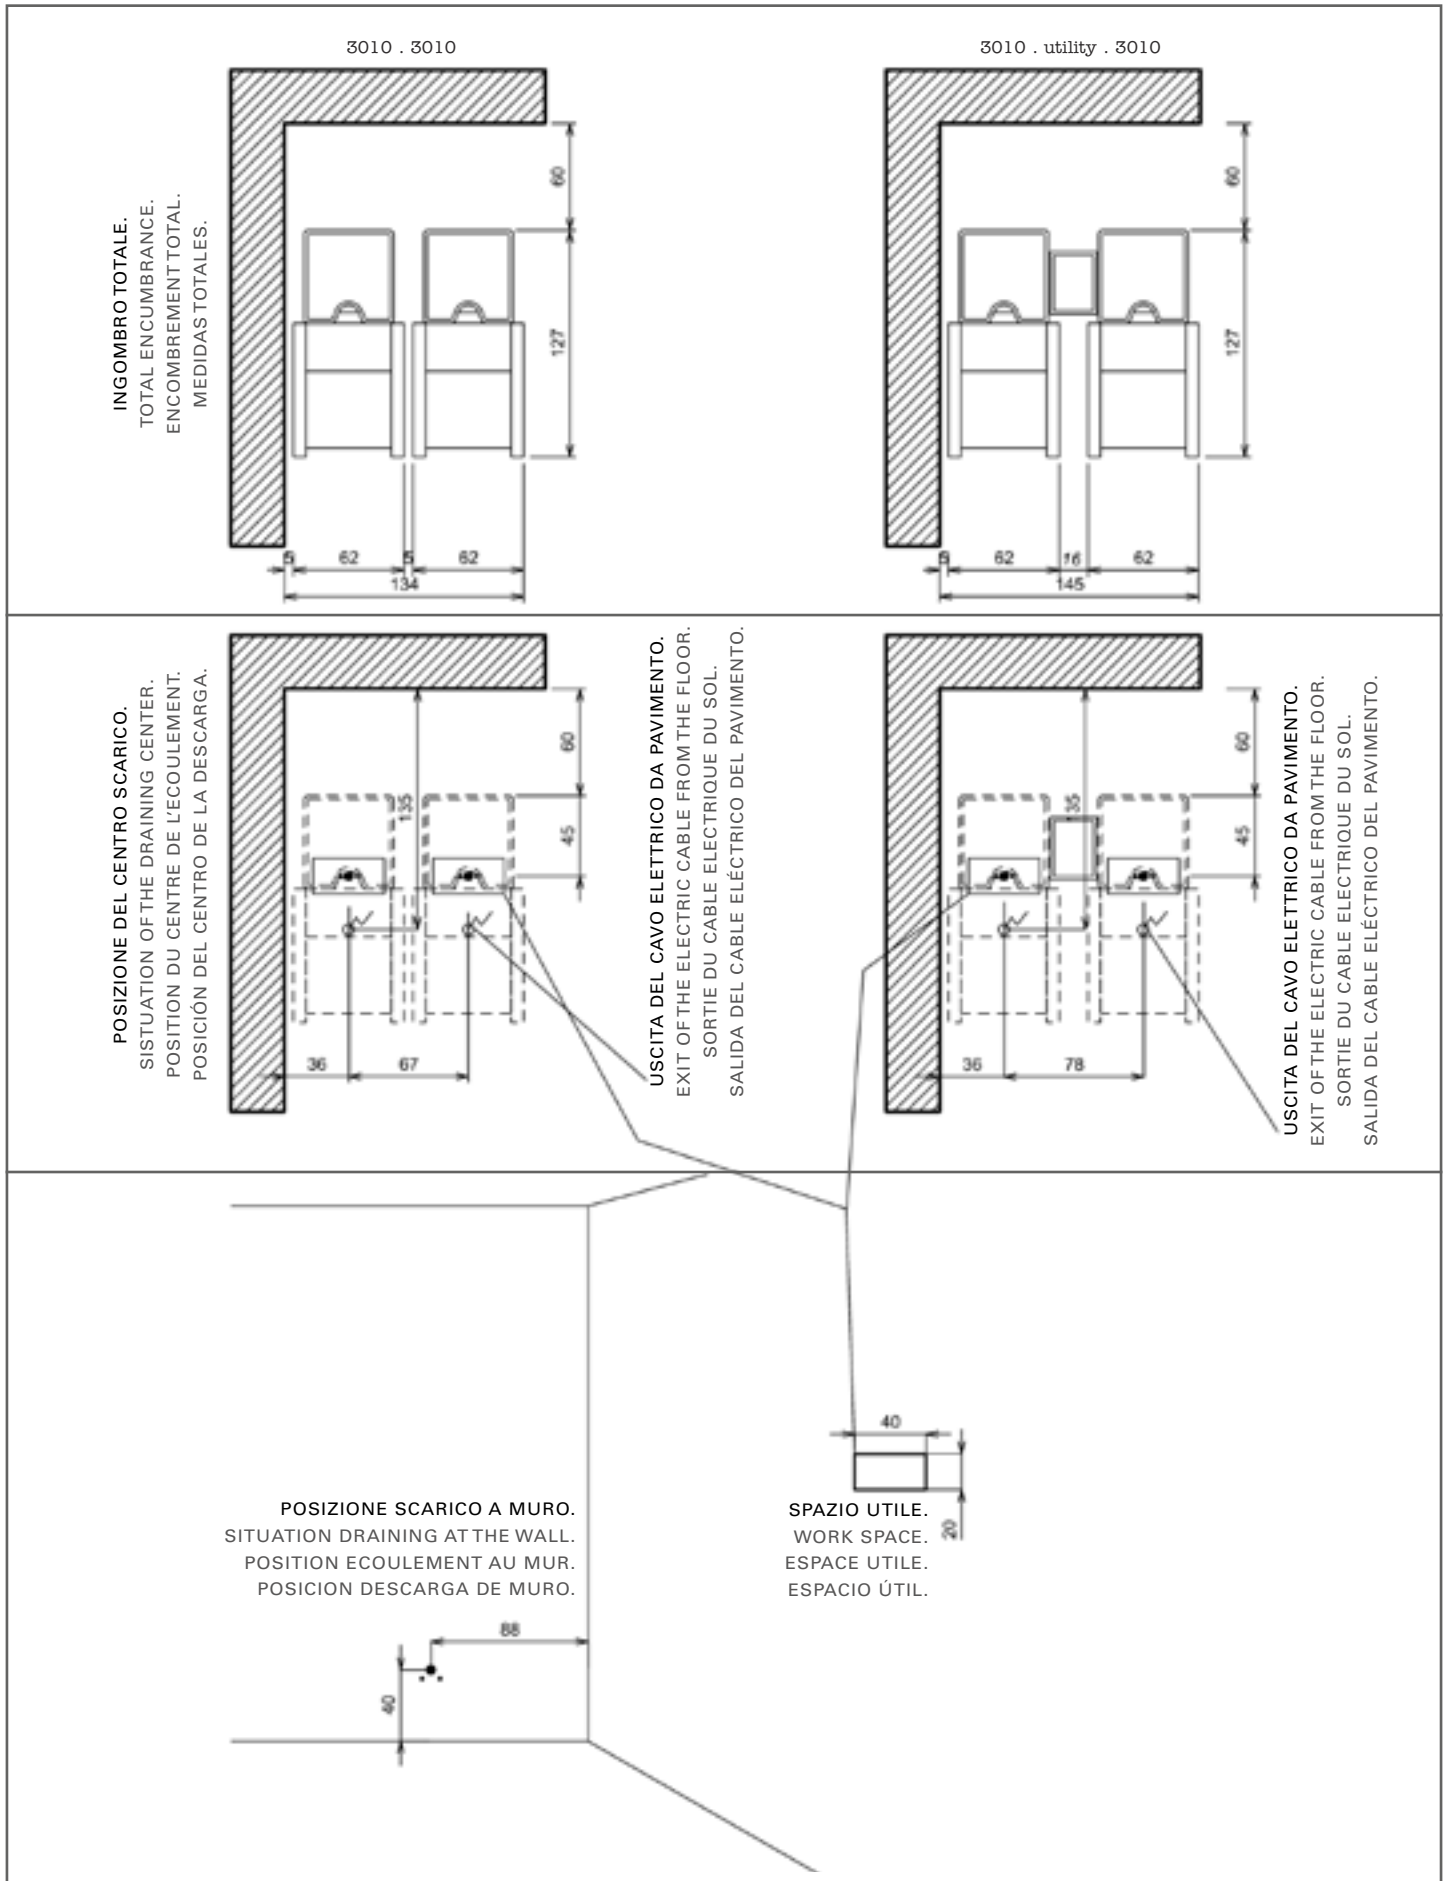 3010 . 3010
3010 . utility . 3010
INGOMBRO TOTALE.
TOTAL ENCUMBRANCE.
ENCOMBREMENT TOTAL.
MEDIDAS TOTALES.
60
127
5
62
5
62
134
60
127
5
62
16
62
145
POSIZIONE DEL CENTRO SCARICO.
SISTUATION OF THE DRAINING CENTER.
POSITION DU CENTRE DE L'ECOULEMENT.
POSICIÓN DEL CENTRO DE LA DESCARGA.
60
135
45
36
67
USCITA DEL CAVO ELETTRICO DA PAVIMENTO.
EXIT OF THE ELECTRIC CABLE FROM THE FLOOR.
SORTIE DU CABLE ELECTRIQUE DU SOL.
SALIDA DEL CABLE ELÉCTRICO DEL PAVIMENTO.
60
135
45
36
78
USCITA DEL CAVO ELETTRICO DA PAVIMENTO.
EXIT OF THE ELECTRIC CABLE FROM THE FLOOR.
SORTIE DU CABLE ELECTRIQUE DU SOL.
SALIDA DEL CABLE ELÉCTRICO DEL PAVIMENTO.
POSIZIONE SCARICO A MURO.
SITUATION DRAINING AT THE WALL.
POSITION ECOULEMENT AU MUR.
POSICION DESCARGA DE MURO.
88
40
40
20
SPAZIO UTILE.
WORK SPACE.
ESPACE UTILE.
ESPACIO ÚTIL.